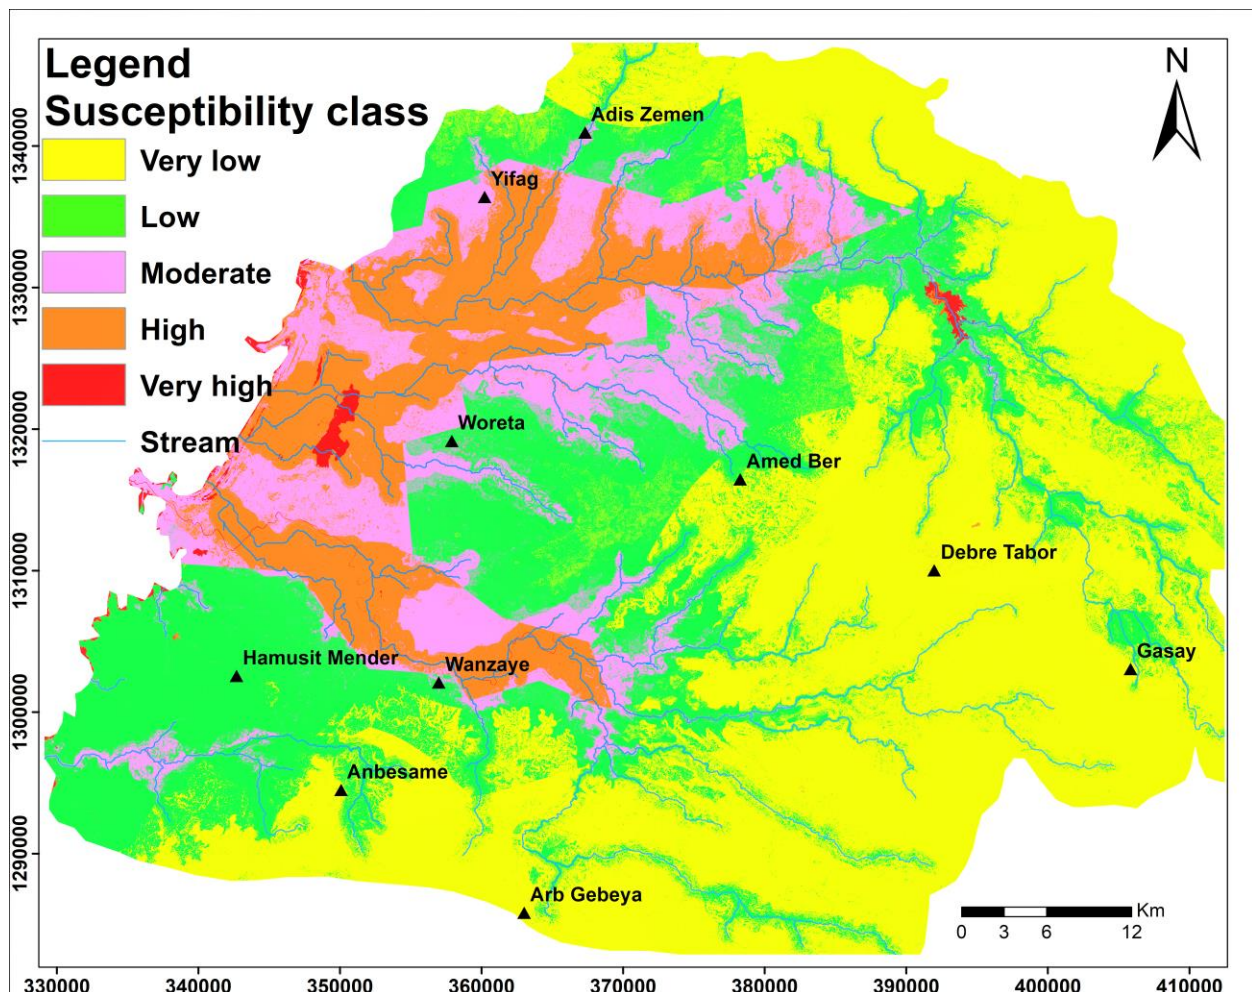 Legend
Susceptibility class
Very low
Low
Moderate
High
Very high
Stream
N
Adis Zemen
Yifag
Woreta
Amed Ber
Debre Tabor
Gasay
Hamusit Mender
Wanzaye
Anbesame
Arb Gebeya
Km
0 3 6 12
1340000
1330000
1320000
1310000
1300000
1290000
330000 340000 350000 360000 370000 380000 390000 400000 410000